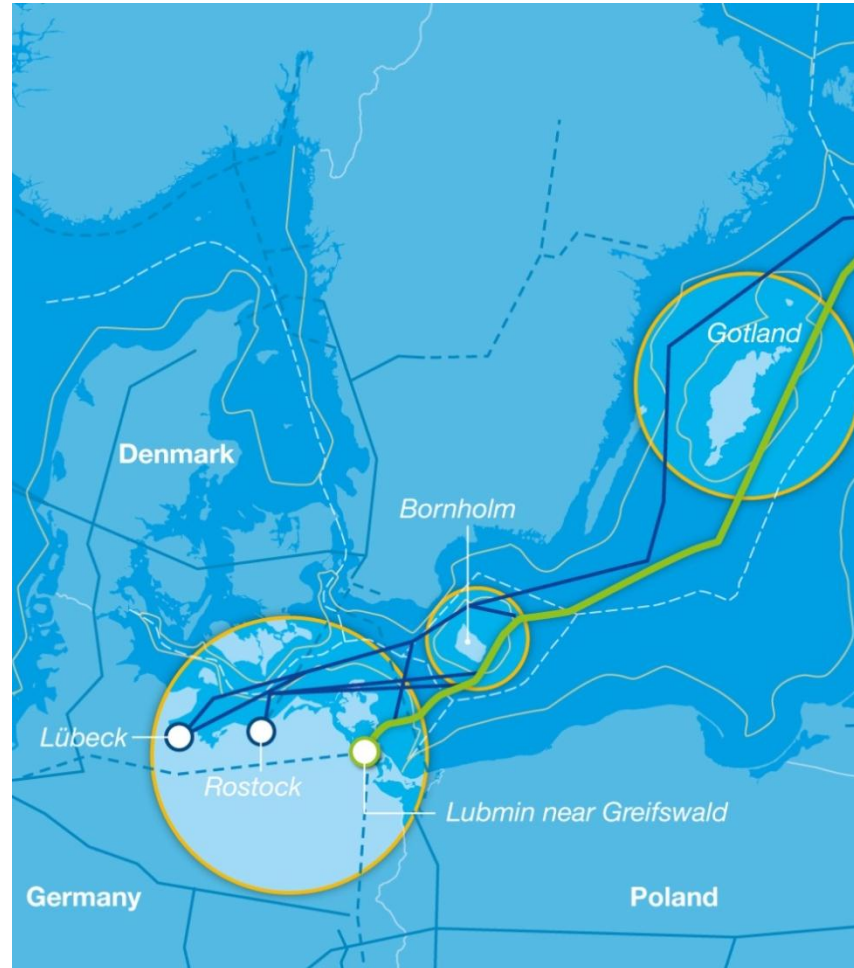 Gotland
Denmark
Bornholm
Lübeck
Rostock
Lubmin near Greifswald
Germany
Poland